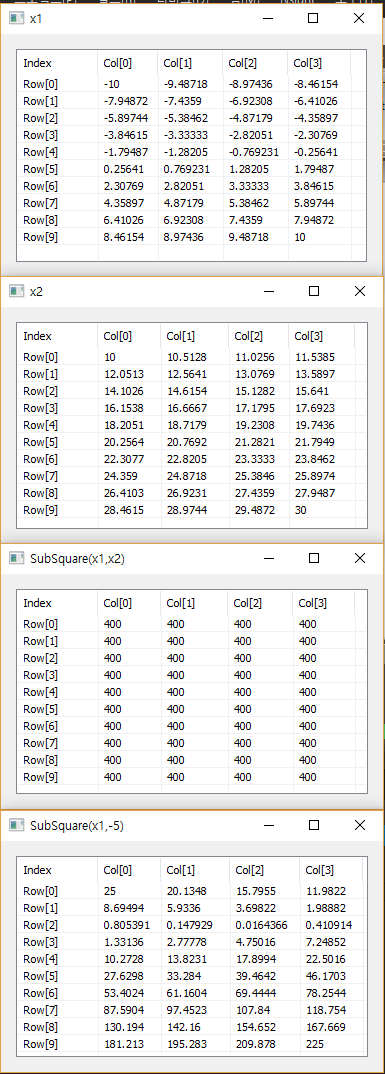 x1
Index Col[0] Col[1] Col[2] Col[3]
Row[0] -10 -9.48718 -8.97436 -8.46154
Row[1] -7.94872 -7.4359 -6.92308 -6.41026
Row[2] -5.89744 -5.38462 -4.87179 -4.35897
Row[3] -3.84615 -3.33333 -2.82051 -2.30769
Row[4] -1.79487 -1.28205 -0.769231 -0.25641
Row[5] 0.25641 0.769231 1.28205 1.79487
Row[6] 2.30769 2.82051 3.33333 3.84615
Row[7] 4.35897 4.87179 5.38462 5.89744
Row[8] 6.41026 6.92308 7.4359 7.94872
Row[9] 8.46154 8.97436 9.48718 10
x2
Index Col[0] Col[1] Col[2] Col[3]
Row[0] 10 10.5128 11.0256 11.5385
Row[1] 12.0513 12.5641 13.0769 13.5897
Row[2] 14.1026 14.6154 15.1282 15.641
Row[3] 16.1538 16.6667 17.1795 17.6923
Row[4] 18.2051 18.7179 19.2308 19.7436
Row[5] 20.2564 20.7692 21.2821 21.7949
Row[6] 22.3077 22.8205 23.3333 23.8462
Row[7] 24.359 24.8718 25.3846 25.8974
Row[8] 26.4103 26.9231 27.4359 27.9487
Row[9] 28.4615 28.9744 29.4872 30
SubSquare(x1,x2)
Index Col[0] Col[1] Col[2] Col[3]
Row[0] 400 400 400 400
Row[1] 400 400 400 400
Row[2] 400 400 400 400
Row[3] 400 400 400 400
Row[4] 400 400 400 400
Row[5] 400 400 400 400
Row[6] 400 400 400 400
Row[7] 400 400 400 400
Row[8] 400 400 400 400
Row[9] 400 400 400 400
SubSquare(x1,-5)
Index Col[0] Col[1] Col[2] Col[3]
Row[0] 25 20.1348 15.7955 11.9822
Row[1] 8.69494 5.9336 3.69822 1.98882
Row[2] 0.805391 0.147929 0.0164366 0.410914
Row[3] 1.33136 2.77778 4.75016 7.24852
Row[4] 10.2728 13.8231 17.8994 22.5016
Row[5] 27.6298 33.284 39.4642 46.1703
Row[6] 53.4024 61.1604 69.4444 78.2544
Row[7] 87.5904 97.4523 107.84 118.754
Row[8] 130.194 142.16 154.652 167.669
Row[9] 181.213 195.283 209.878 225